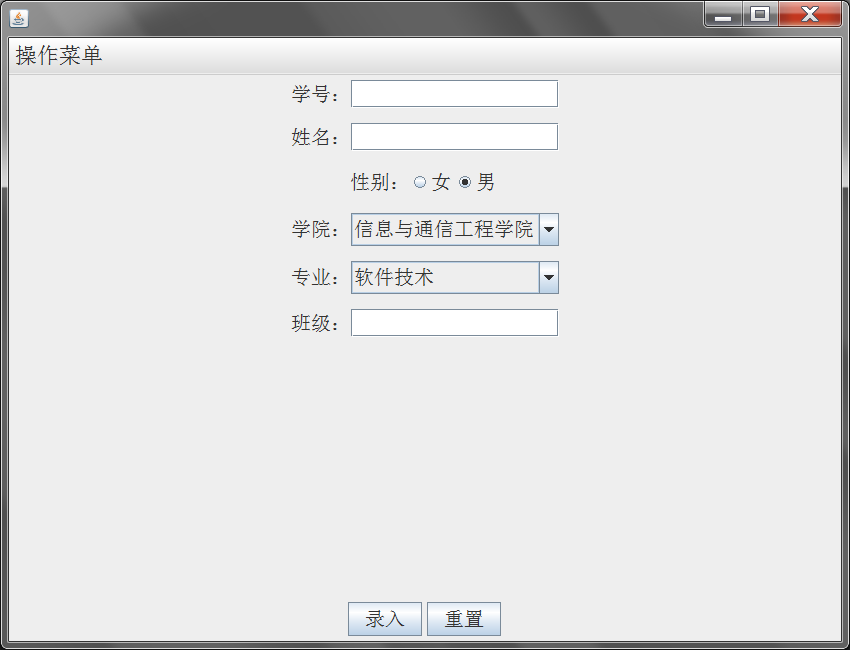 操作菜单
学号：
姓名：
性别： 女 男
学院： 信息与通信工程学院
专业： 软件技术
班级：
录入 重置